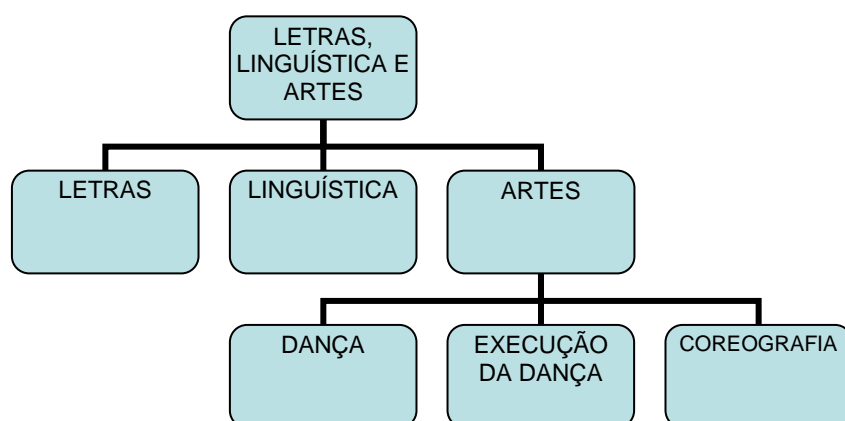 LETRAS,
LINGUÍSTICA E
ARTES
LETRAS
LINGUÍSTICA
ARTES
DANÇA
EXECUÇÃO
DA DANÇA
COREOGRAFIA